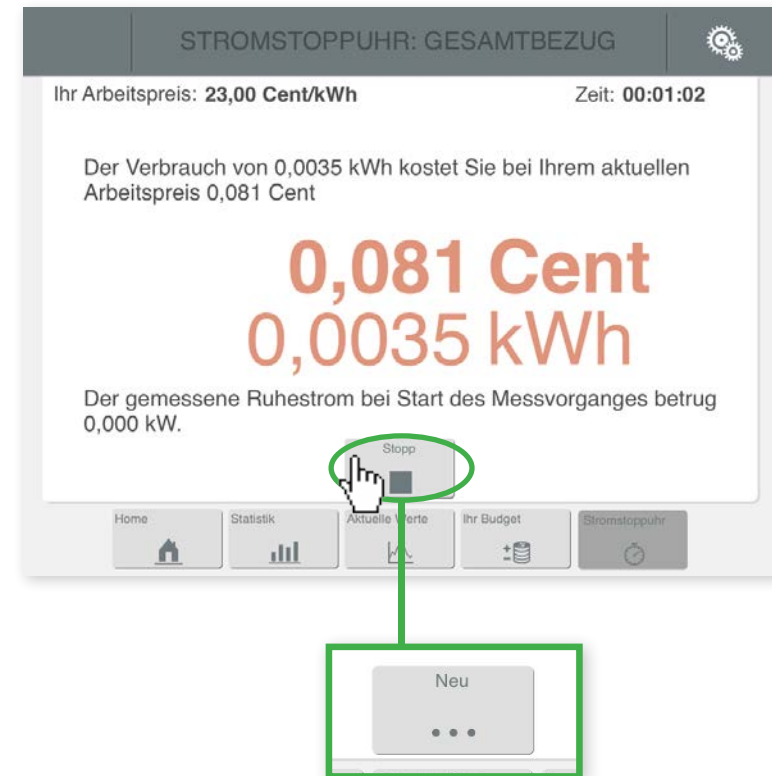 STROMSTOPPUHR: GESAMTBEZUG
Ihr Arbeitspreis: 23,00 Cent/kWh Zeit: 00:01:02
Der Verbrauch von 0,0035 kWh kostet Sie bei Ihrem aktuellen
Arbeitspreis 0,081 Cent
0,081 Cent
0,0035 kWh
Der gemessene Ruhestrom bei Start des Messvorganges betrug
0,000 kW.
Stopp
Home Statistik Aktuelle Werte Ihr Budget Stromstoppuhr
Neu